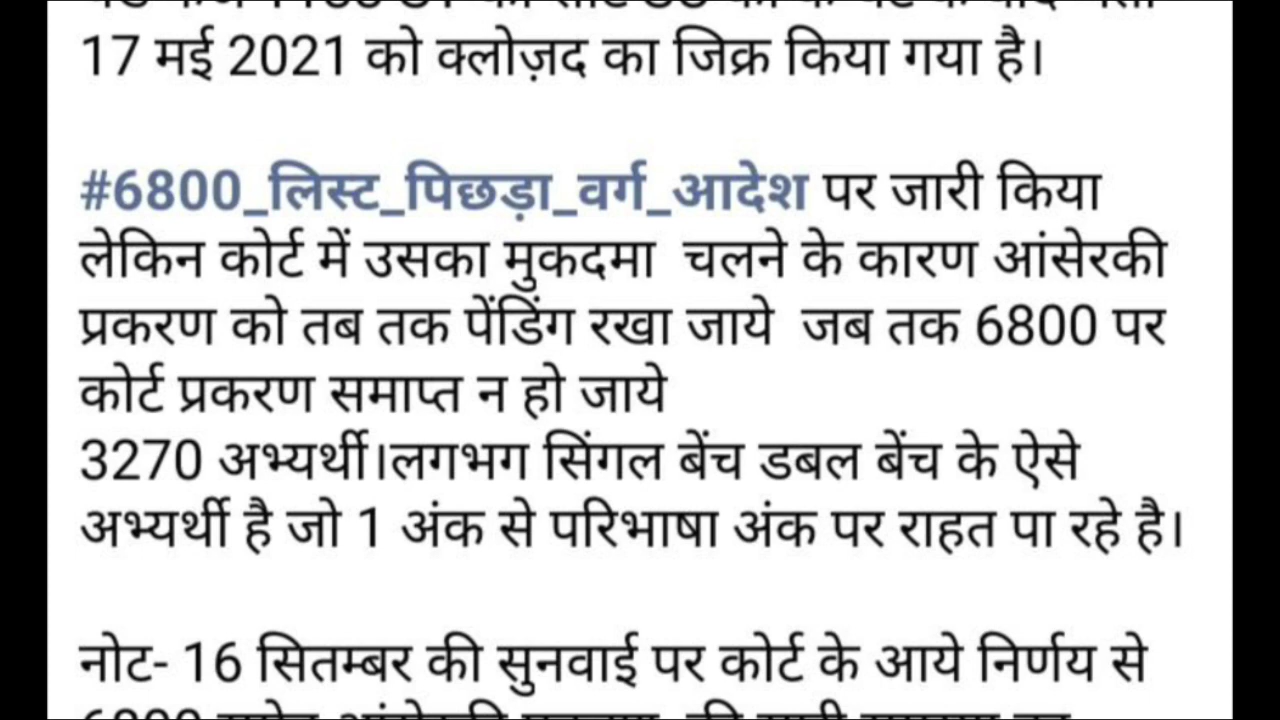 17 मई 2021 को क्लोज़द का जिक्र किया गया है।
#6800_लिस्ट_पिछड़ा_वर्ग_आदेश पर जारी किया
लेकिन कोर्ट में उसका मुकदमा चलने के कारण आंसेरकी
प्रकरण को तब तक पेंडिंग रखा जाये जब तक 6800 पर
कोर्ट प्रकरण समाप्त न हो जाये
3270 अभ्यर्थी।लगभग सिंगल बेंच डबल बेंच के ऐसे
अभ्यर्थी है जो 1 अंक से परिभाषा अंक पर राहत पा रहे है।
नोट- 16 सितम्बर की सुनवाई पर कोर्ट के आये निर्णय से